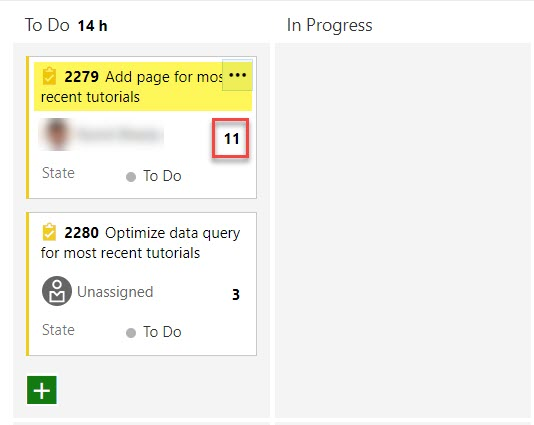 To Do 14 h
In Progress
2279 Add page for most
recent tutorials
11
State To Do
2280 Optimize data query
for most recent tutorials
Unassigned 3
State To Do